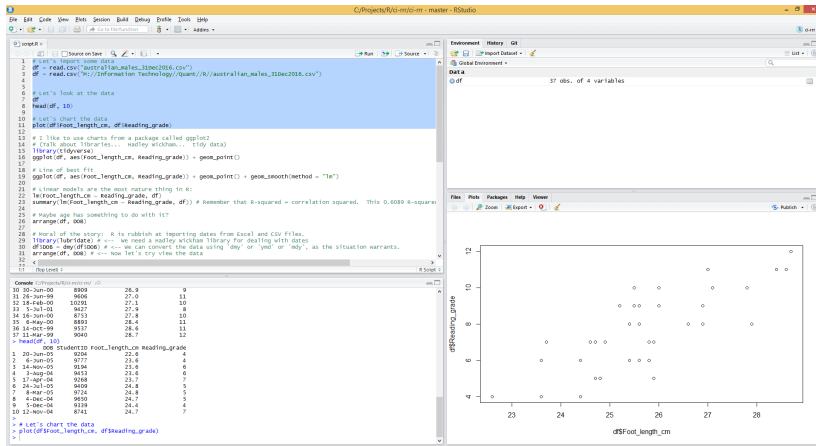 C:/Projects/R/ci-rrr/ci-rrr - master - RStudio
File Edit Code View Plots Session Build Debug Profile Tools Help
Go to file/function Addins
script.R
Source on Save Run Source
1 # Let's import some data
2 df = read.csv("australian_males_31Dec2016.csv")
3 df = read.csv("M://Information Technology//Quant//R//australian_males_31Dec2016.csv")
4
5
6 # Let's look at the data
7 df
8 head(df, 10)
9
10 # Let's chart the data
11 plot(df$Foot_length_cm, df$Reading_grade)
12
13 # I like to use charts from a package called ggplot2
14 # (Talk about libraries... Hadley Wickham... tidy data)
15 library(tidyverse)
16 ggplot(df, aes(Foot_length_cm, Reading_grade)) + geom_point()
17
18 # Line of best fit
19 ggplot(df, aes(Foot_length_cm, Reading_grade)) + geom_point() + geom_smooth(method = "lm")
20
21 # Linear models are the most nature thing in R:
22 lm(Foot_length_cm ~ Reading_grade, df)
23 summary(lm(Foot_length_cm ~ Reading_grade, df)) # Remember that R-squared = correlation squared. This 0.6089 R-square
24
25 # Maybe age has something to do with it?
26 arrange(df, DOB)
27
28 # Moral of the story: R is rubbish at importing dates from Excel and CSV files.
29 library(lubridate) # <-- We need a Hadley Wickham library for dealing with dates
30 df$DOB = dmy(df$DOB) # <-- We can convert the data using `dmy' or 'ymd' or 'mdy', as the situation warrants.
31 arrange(df, DOB) # <-- Now let's try view the data
32
1:1 (Top Level) R Script
Console C:/Projects/R/ci-rrr/ci-rrr/
30 30-Jun-00 8909 26.9 9
31 26-Jun-99 9606 27.0 11
32 18-Feb-00 10291 27.1 10
33 5-Jul-01 9427 27.9 8
34 16-Jun-00 8753 27.8 10
35 6-May-00 8893 28.4 11
36 14-Oct-99 9537 28.6 11
37 11-Mar-99 9040 28.7 12
> head(df, 10)
DOB StudentID Foot_length_cm Reading_grade
1 20-Jun-05 9204 22.6 4
2 6-Jun-05 9777 23.6 4
3 14-Nov-05 9194 23.6 6
4 3-Aug-04 9453 23.6 6
5 17-Apr-04 9268 23.7 7
6 24-Jul-05 9409 24.8 5
7 8-Mar-05 9724 24.8 5
8 4-Dec-04 9650 24.7 5
9 5-Dec-04 9339 24.4 4
10 12-Nov-04 8741 24.7 7
>
> # Let's chart the data
> plot(df$Foot_length_cm, df$Reading_grade)
>
Environment History Git
Import Dataset List
Global Environment
Data
df 37 obs. of 4 variables
Files Plots Packages Help Viewer
Zoom Export Publish
df$Reading_grade
12
10
8
6
4
23 24 25 26 27 28
df$Foot_length_cm